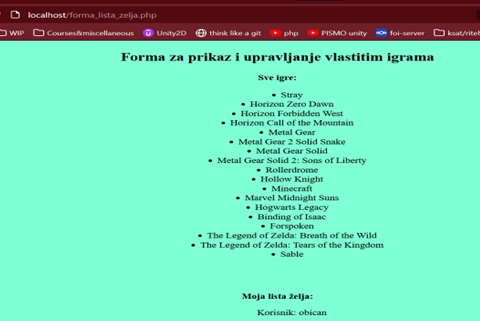 localhost/forma_lista_zelja.php
WIP Courses&miscellaneous Unity2D think like a git php PISMO unity foi-server ksat/riteh
Forma za prikaz i upravljanje vlastitim igrama
Sve igre:
Stray
Horizon Zero Dawn
Horizon Forbidden West
Horizon Call of the Mountain
Metal Gear
Metal Gear 2 Solid Snake
Metal Gear Solid
Metal Gear Solid 2: Sons of Liberty
Rollerdrome
Hollow Knight
Minecraft
Marvel Midnight Suns
Hogwarts Legacy
Binding of Isaac
Forspoken
The Legend of Zelda: Breath of the Wild
The Legend of Zelda: Tears of the Kingdom
Sable
Moja lista želja:
Korisnik: obican